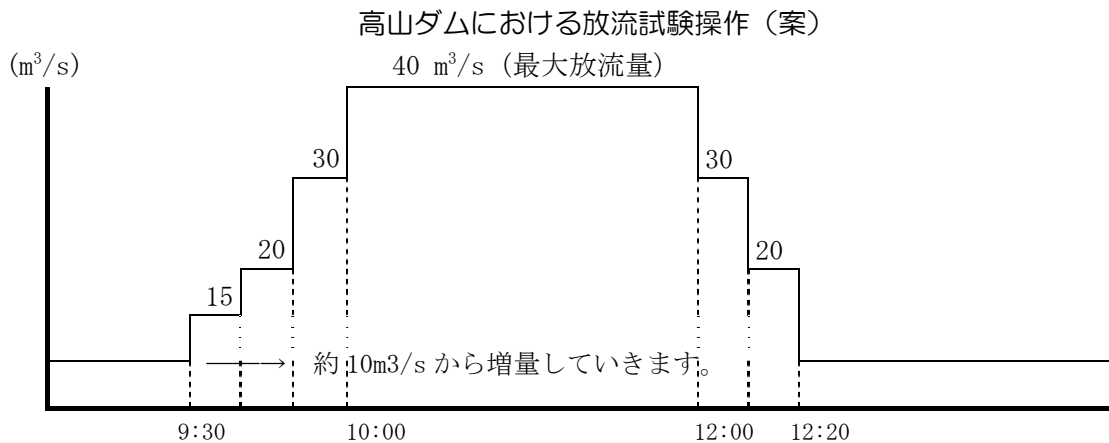 高山ダムにおける放流試験操作（案）
(m³/s)
40 m³/s (最大放流量)
30
30
20
20
15
約10m3/sから増量していきます。
9:30
10:00
12:00
12:20